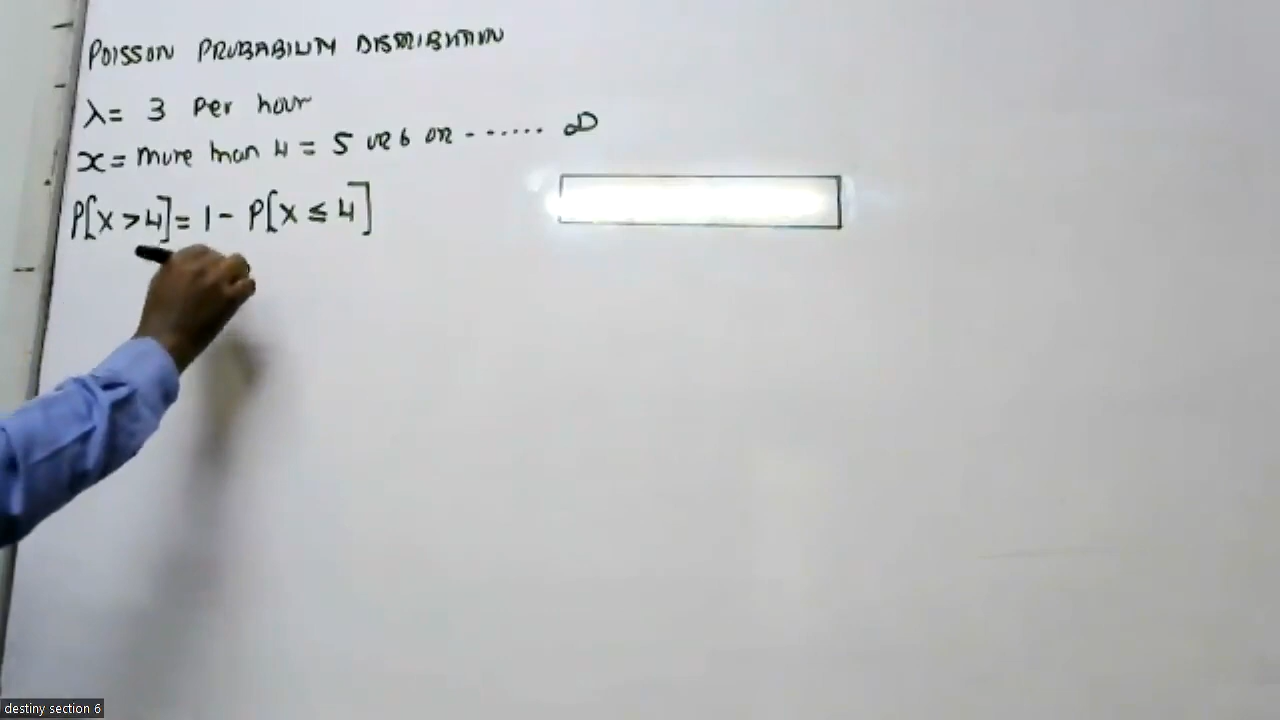 POISSON PROBABILITY DISTRIBUTION
λ = 3 per hour
x = more than 4 = 5 or 6 or - - ..... ∞
P[X > 4] = 1 - P[X ≤ 4]
destiny section 6